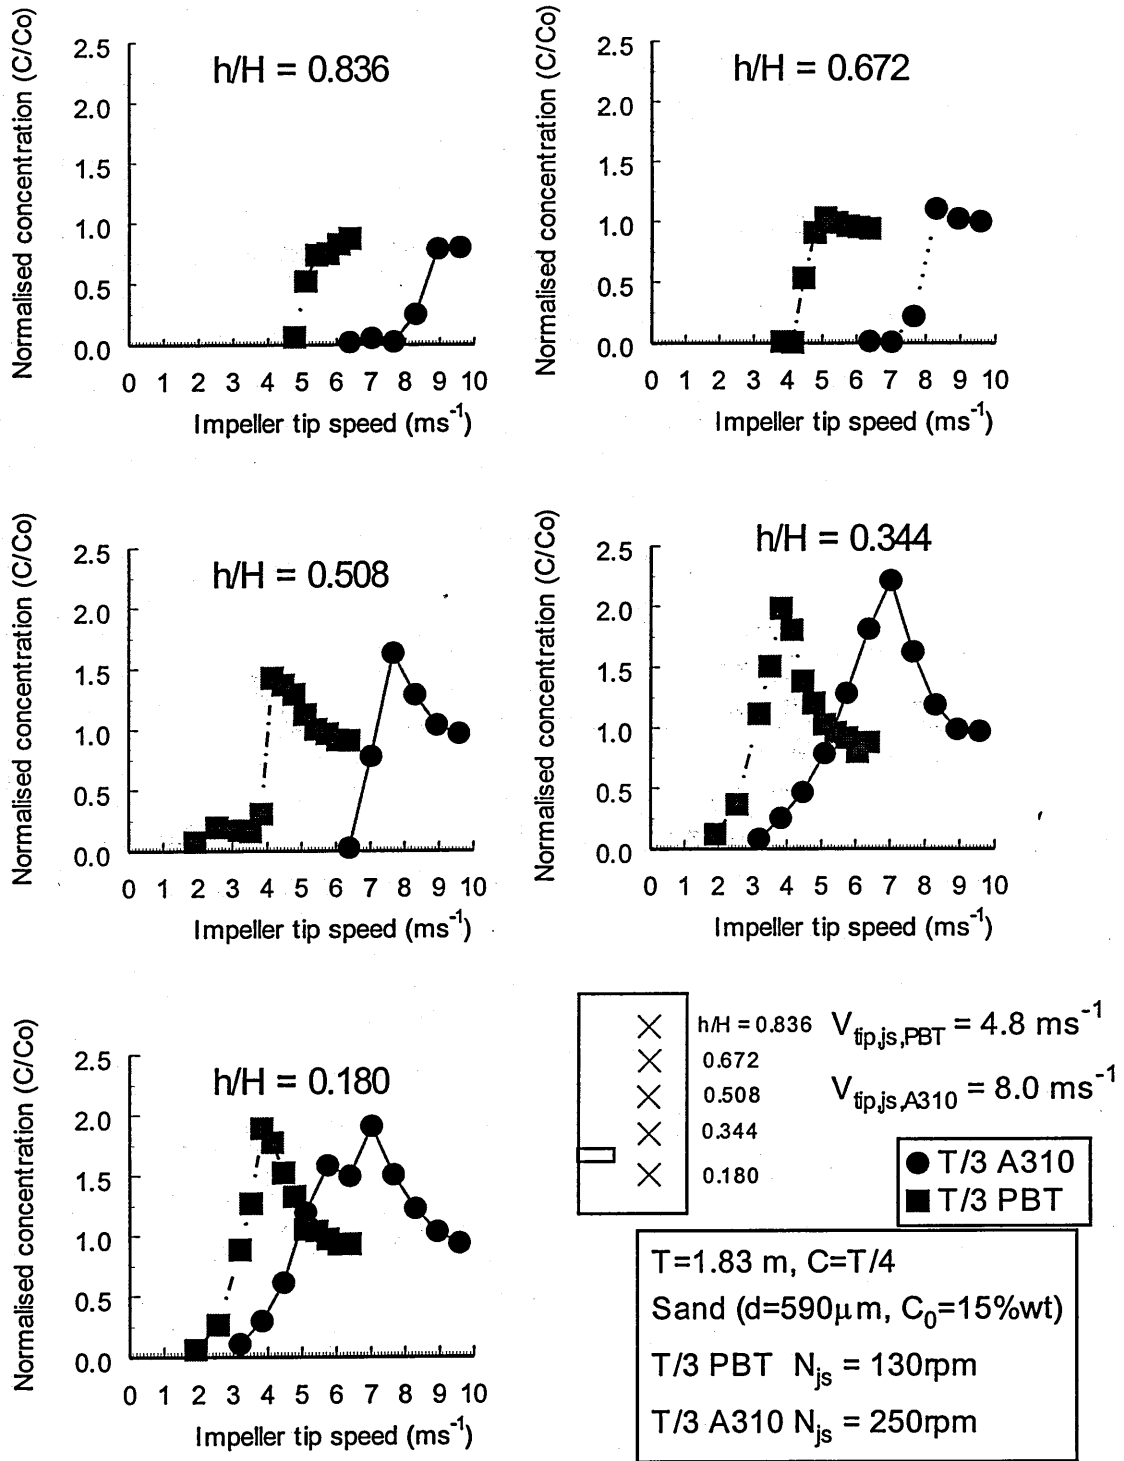 h/H = 0.836
Normalised concentration (C/Co)
2.5
2.0
1.5
1.0
0.5
0.0
0 1 2 3 4 5 6 7 8 9 10
Impeller tip speed (ms⁻¹)
h/H = 0.672
Normalised concentration (C/Co)
2.5
2.0
1.5
1.0
0.5
0.0
0 1 2 3 4 5 6 7 8 9 10
Impeller tip speed (ms⁻¹)
h/H = 0.508
Normalised concentration (C/Co)
2.5
2.0
1.5
1.0
0.5
0.0
0 1 2 3 4 5 6 7 8 9 10
Impeller tip speed (ms⁻¹)
h/H = 0.344
Normalised concentration (C/Co)
2.5
2.0
1.5
1.0
0.5
0.0
0 1 2 3 4 5 6 7 8 9 10
Impeller tip speed (ms⁻¹)
h/H = 0.180
Normalised concentration (C/Co)
2.5
2.0
1.5
1.0
0.5
0.0
0 1 2 3 4 5 6 7 8 9 10
Impeller tip speed (ms⁻¹)
h/H = 0.836
0.672
0.508
0.344
0.180
V tip,js,PBT = 4.8 ms⁻¹
V tip,js,A310 = 8.0 ms⁻¹
T/3 A310
T/3 PBT
T=1.83 m, C=T/4
Sand (d=590μm, C₀=15%wt)
T/3 PBT N js = 130rpm
T/3 A310 N js = 250rpm